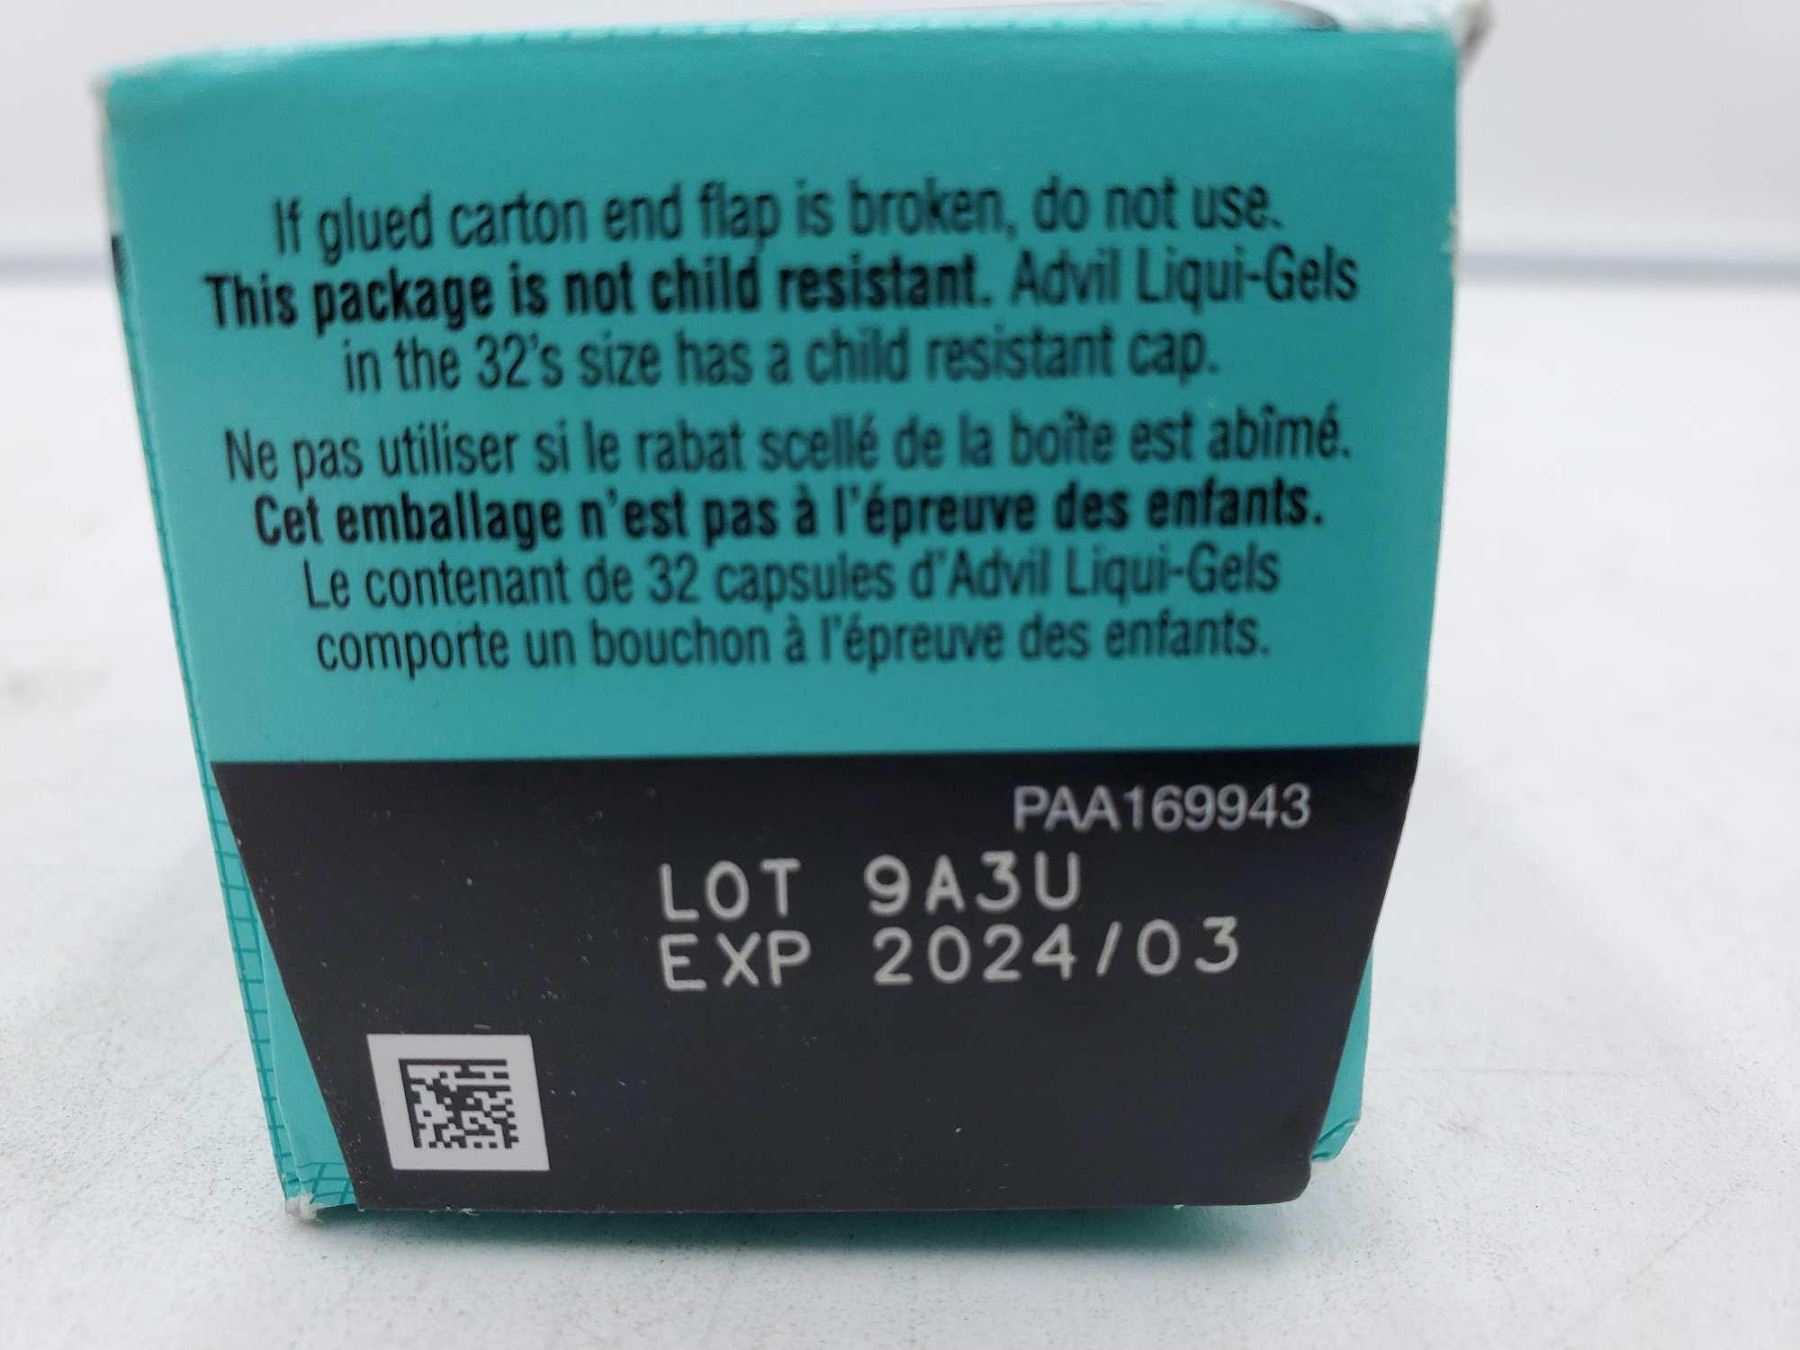 If glued carton end flap is broken, do not use.
This package is not child resistant. Advil Liqui-Gels
in the 32's size has a child resistant cap.
Ne pas utiliser si le rabat scellé de la boîte est abîmé.
Cet emballage n'est pas à l'épreuve des enfants.
Le contenant de 32 capsules d'Advil Liqui-Gels
comporte un bouchon à l'épreuve des enfants.
PAA169943
LOT 9A3U
EXP 2024/03